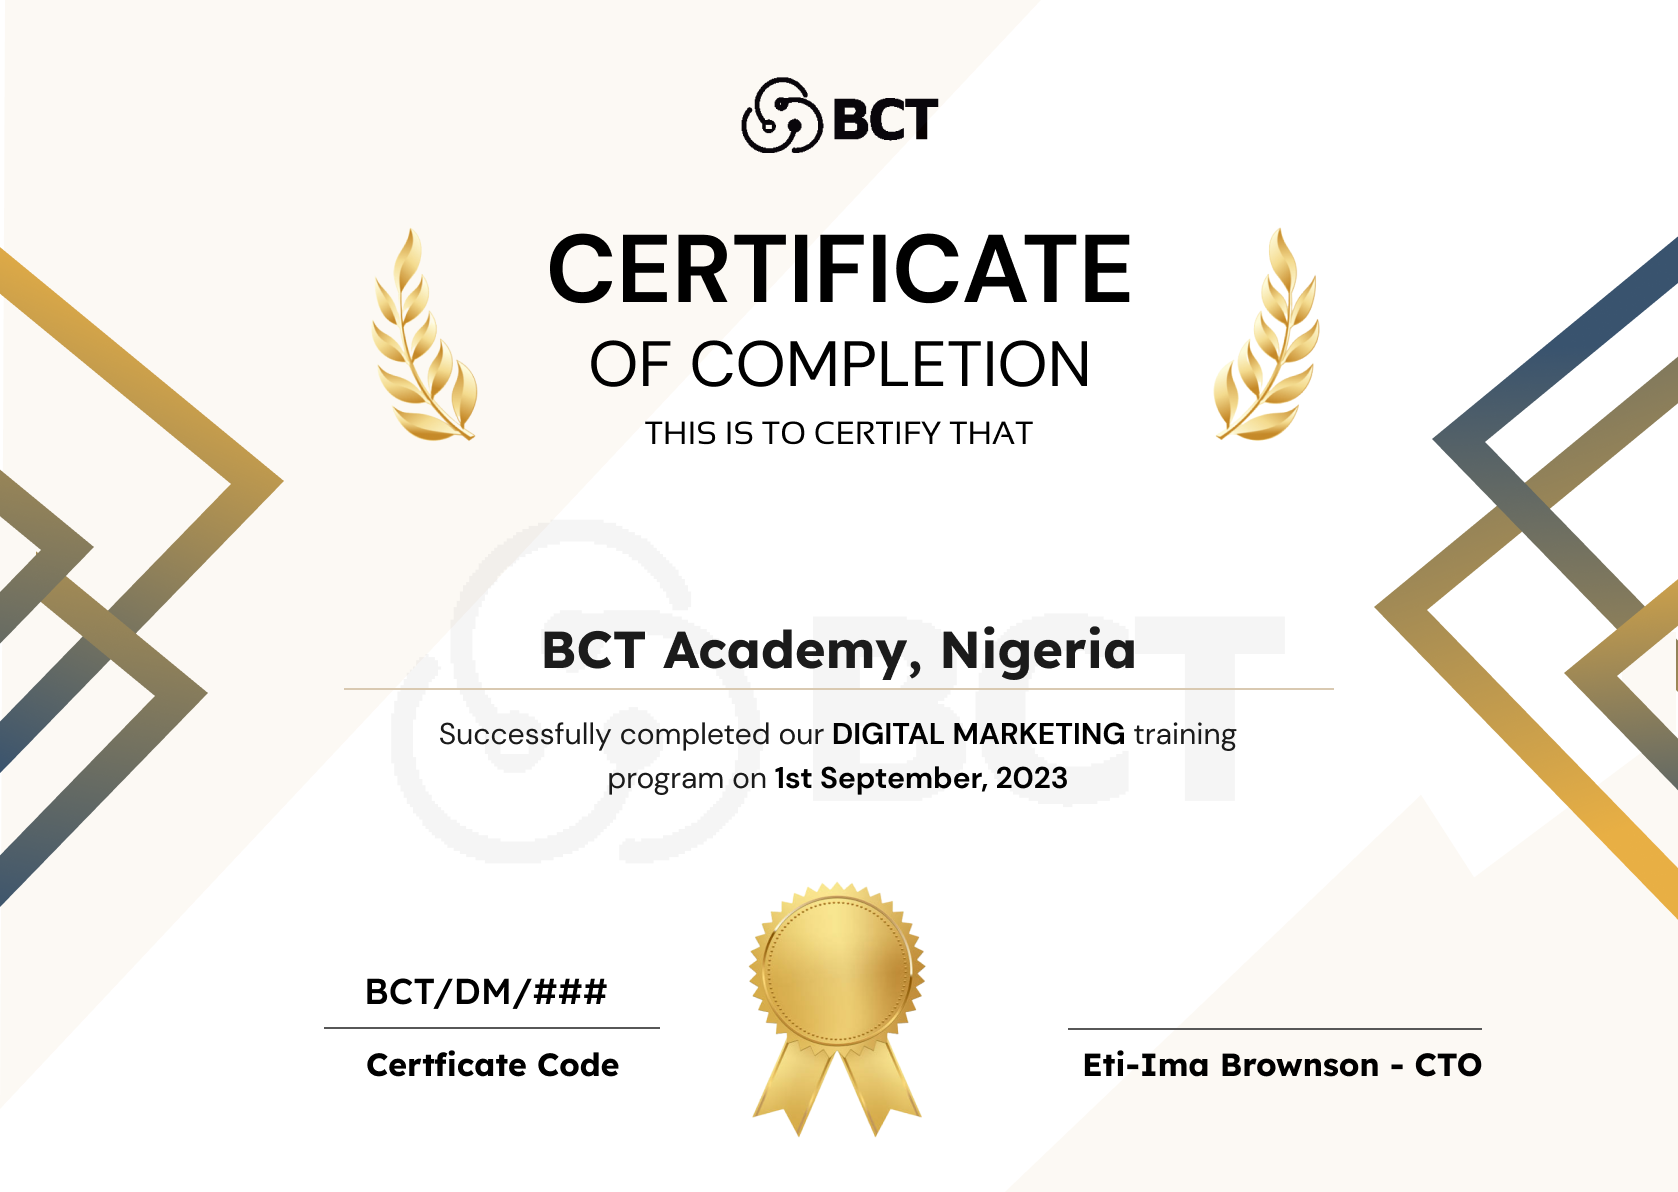 BCT
CERTIFICATE
OF COMPLETION
THIS IS TO CERTIFY THAT
BCT
BCT Academy, Nigeria
Successfully completed our DIGITAL MARKETING training
program on 1st September, 2023
BCT/DM/###
Certficate Code
Eti-Ima Brownson - CTO